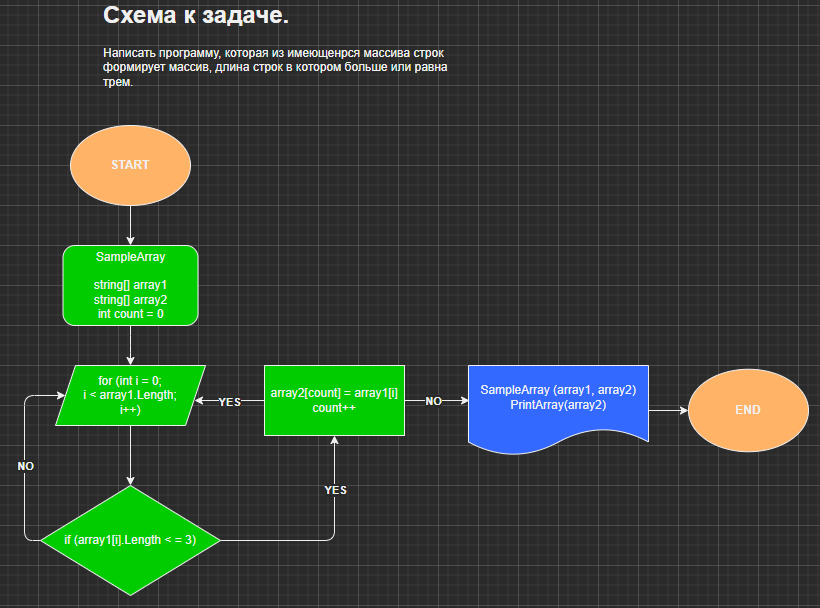 Схема к задаче.
Написать программу, которая из имеющенрся массива строк
формирует массив, длина строк в котором больше или равна
трем.
START
SampleArray
string[] array1
string[] array2
int count = 0
for (int i = 0;
i < array1.Length;
i++)
YES
array2[count] = array1[i]
count++
NO
SampleArray (array1, array2)
PrintArray(array2)
END
NO
YES
if (array1[i].Length < = 3)